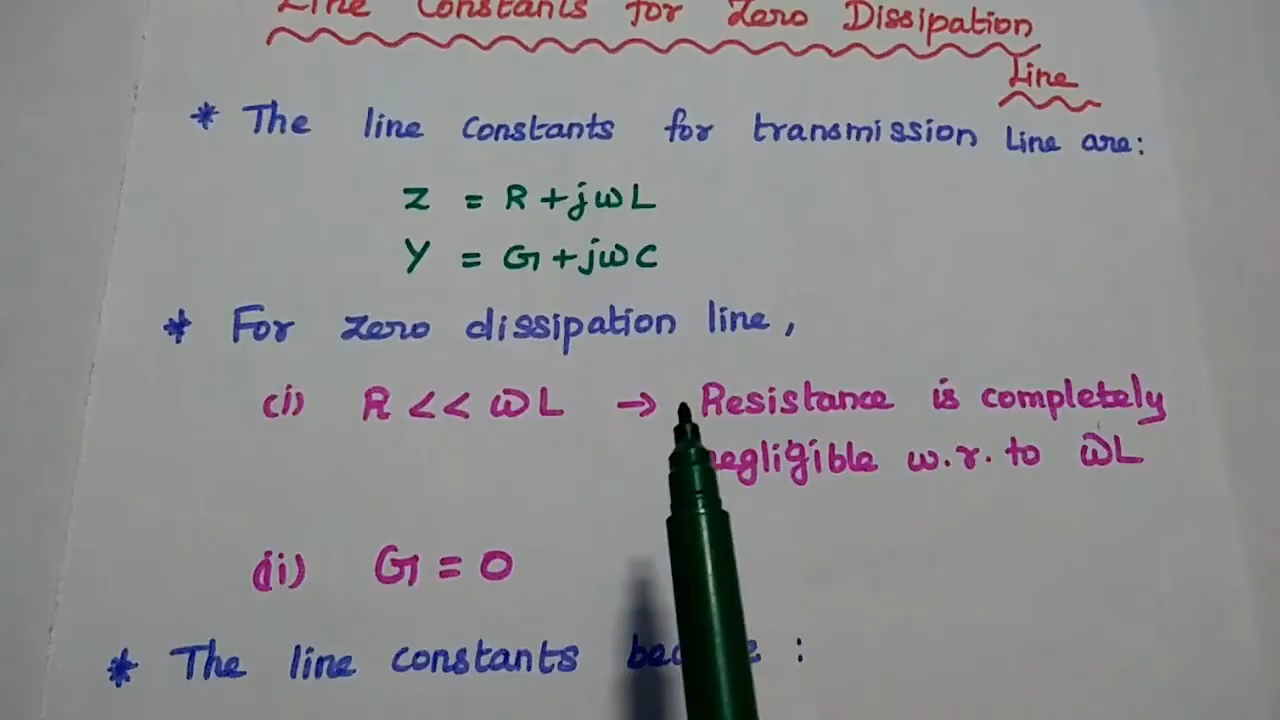 Line Constants for Zero Dissipation
Line
* The line constants for transmission Line are:
Z = R + jωL
Y = G + jωC
* For zero dissipation line,
(i) R << ωL → Resistance is completely
negligible w.r. to ωL
(ii) G = 0
* The line constants :